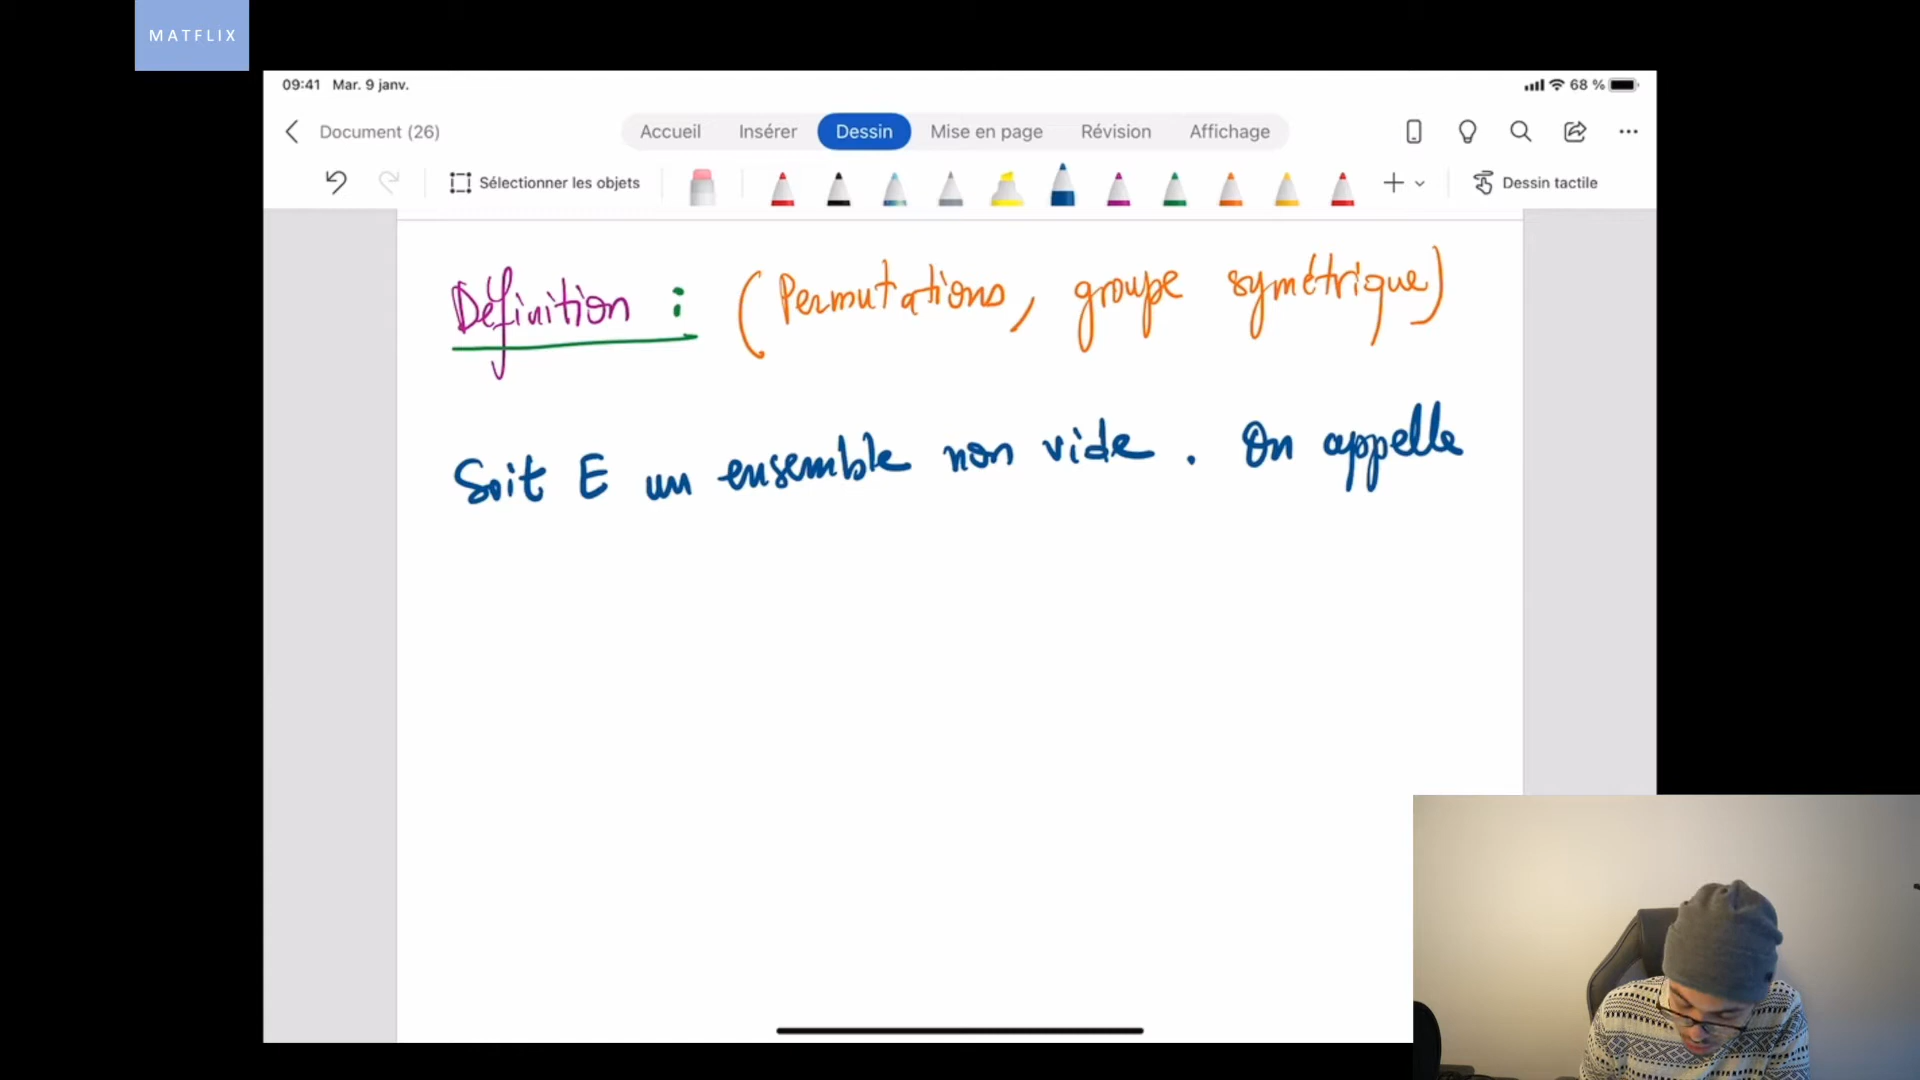 MATFLIX
09:41 Mar. 9 janv.
68 %
Document (26)
Accueil Insérer Dessin Mise en page Révision Affichage
Sélectionner les objets
Dessin tactile
Définition : (Permutations, groupe symétrique)
Soit E un ensemble non vide. On appelle